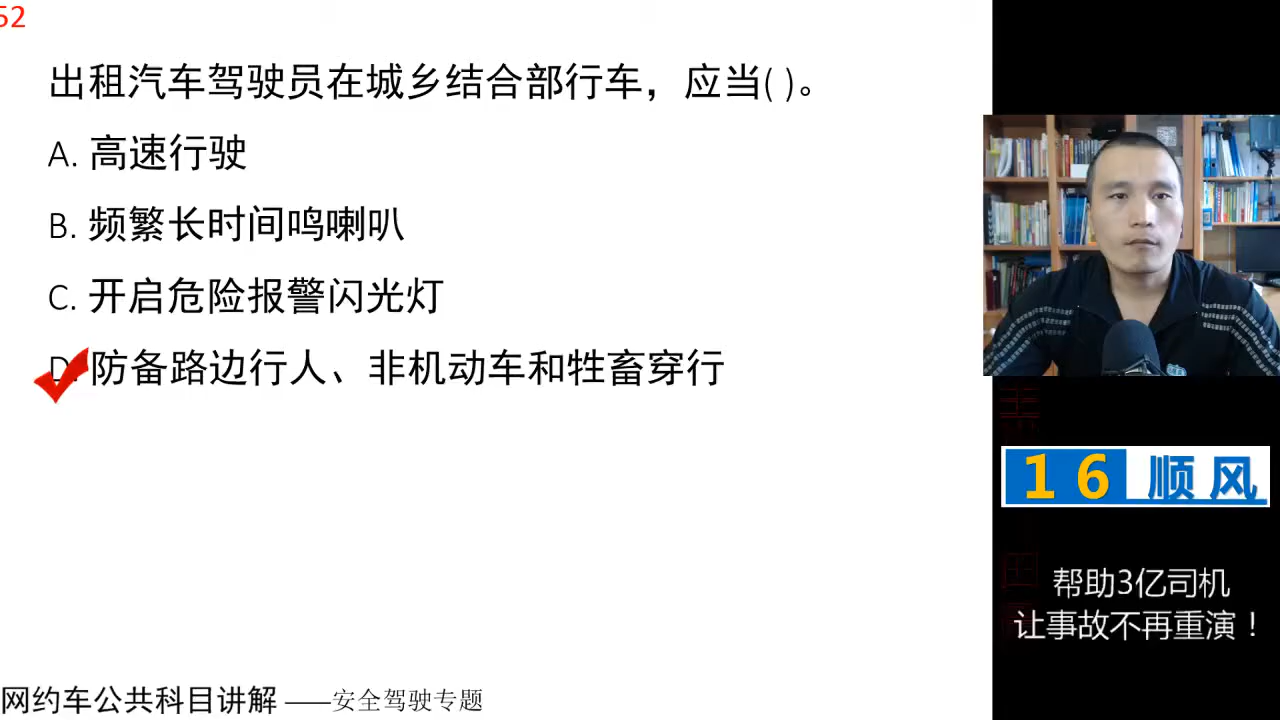 52
出租汽车驾驶员在城乡结合部行车，应当( )。
A. 高速行驶
B. 频繁长时间鸣喇叭
C. 开启危险报警闪光灯
D. 防备路边行人、非机动车和牲畜穿行
16顺风
帮助3亿司机
让事故不再重演！
网约车公共科目讲解 ——安全驾驶专题